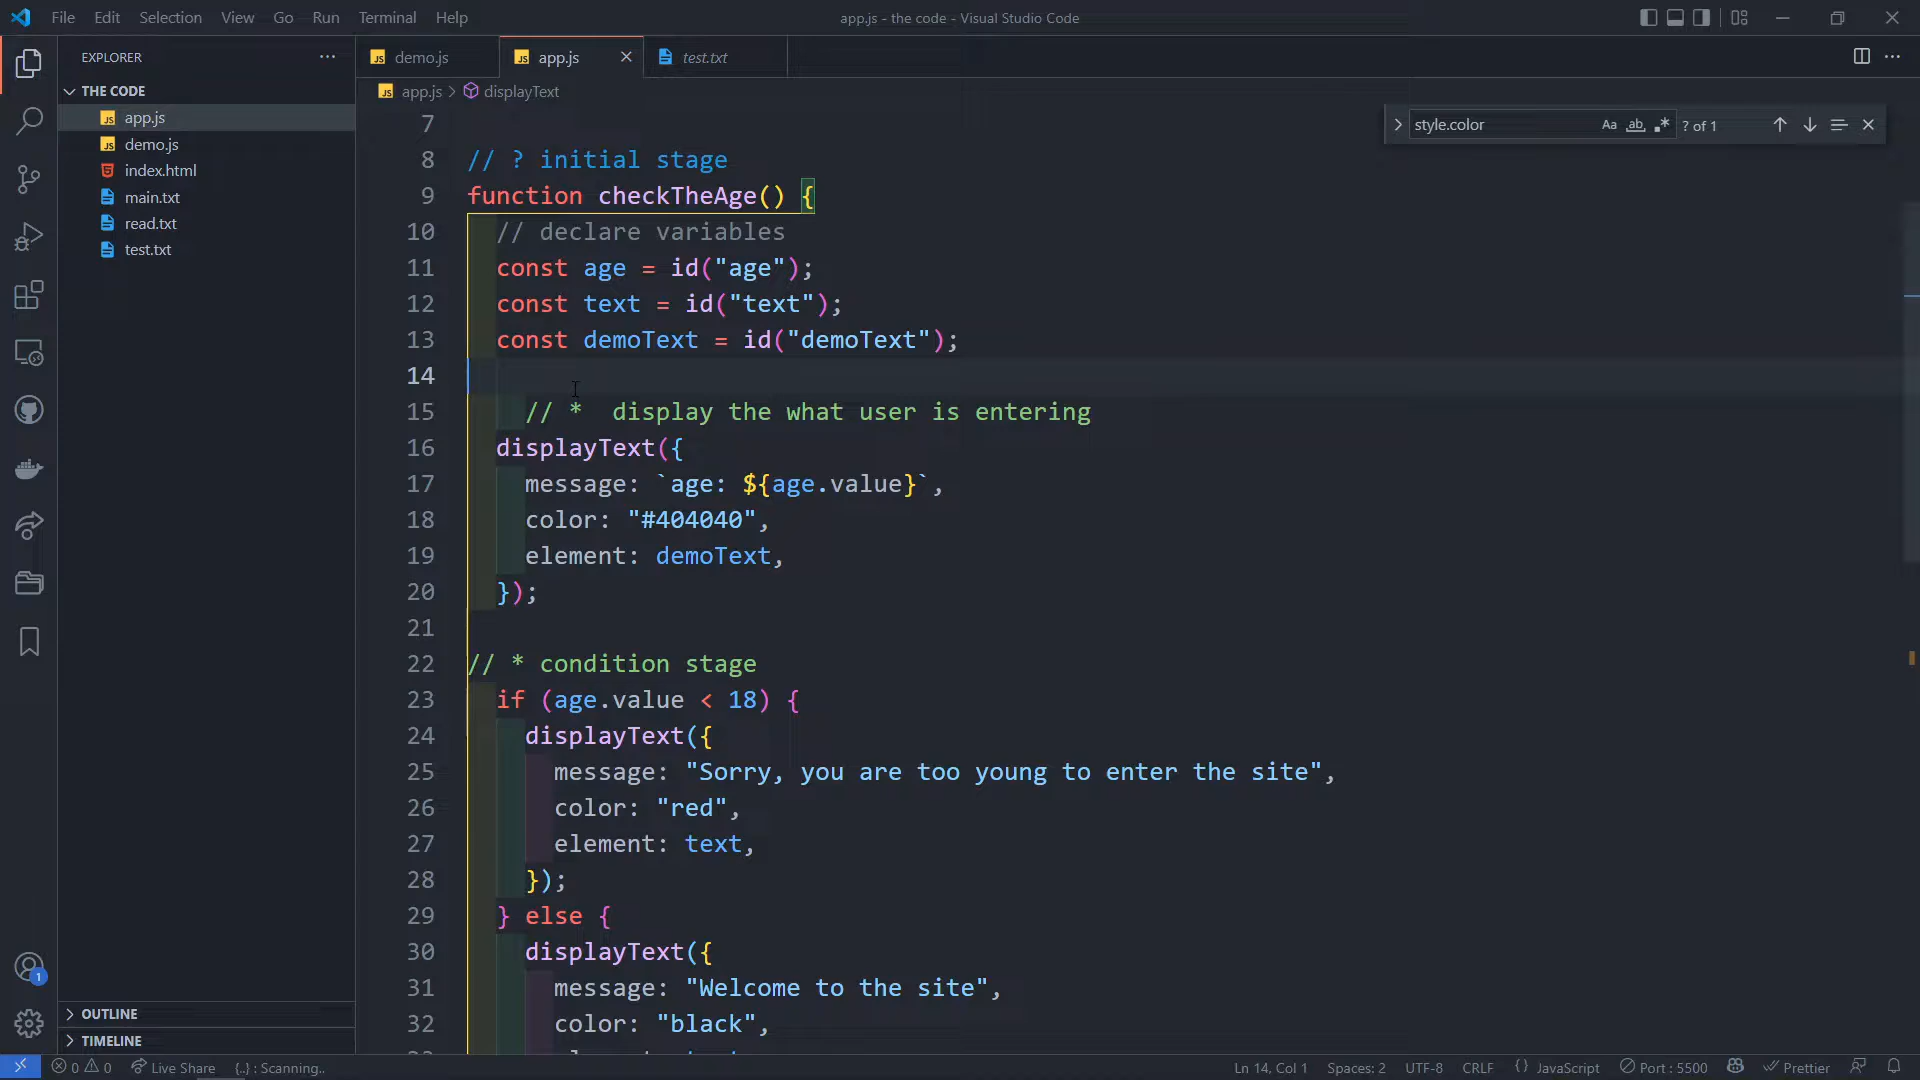 File Edit Selection View Go Run Terminal Help
app.js - the code - Visual Studio Code
EXPLORER
THE CODE
app.js
demo.js
index.html
main.txt
read.txt
test.txt
OUTLINE
TIMELINE
demo.js app.js test.txt
app.js > displayText
style.color Aa ab .* ? of 1
7
8 // ? initial stage
9 function checkTheAge() {
10 // declare variables
11 const age = id("age");
12 const text = id("text");
13 const demoText = id("demoText");
14
15 // *  display the what user is entering
16 displayText({
17 message: `age: ${age.value}`,
18 color: "#404040",
19 element: demoText,
20 });
21
22 // * condition stage
23 if (age.value < 18) {
24 displayText({
25 message: "Sorry, you are too young to enter the site",
26 color: "red",
27 element: text,
28 });
29 } else {
30 displayText({
31 message: "Welcome to the site",
32 color: "black",
1
0 0 Live Share {..} : Scanning.. Ln 14, Col 1 Spaces: 2 UTF-8 CRLF {} JavaScript Port : 5500 Prettier